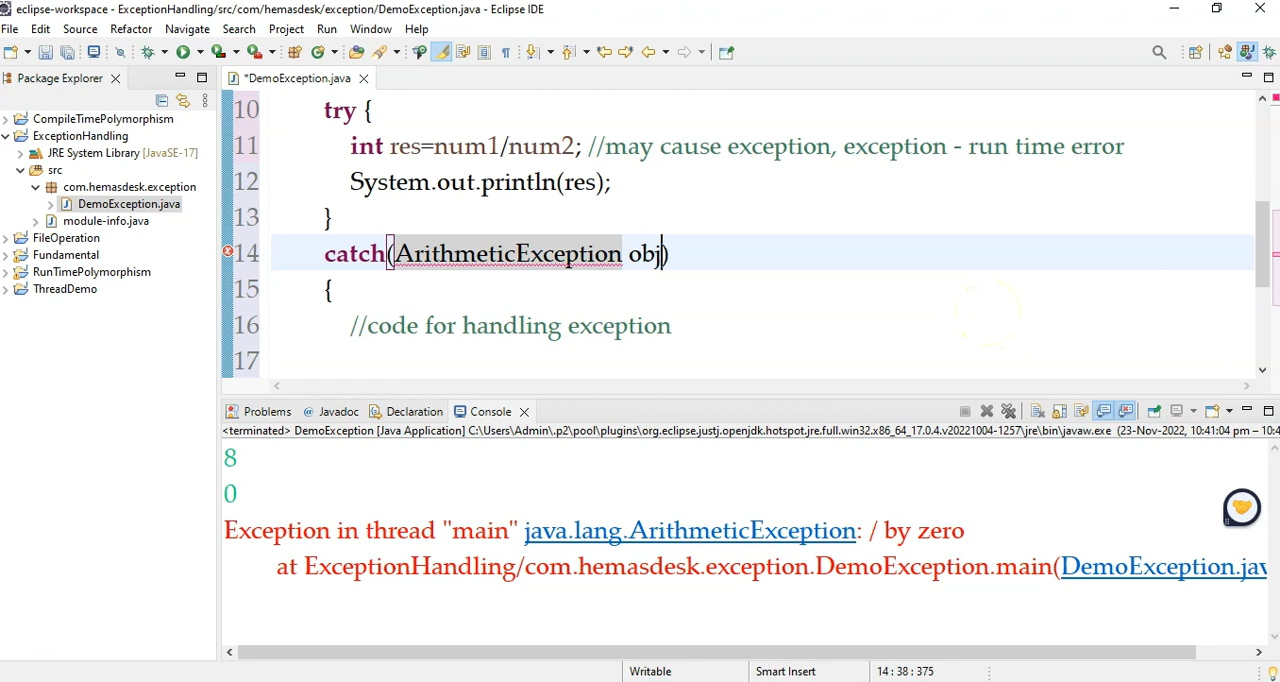 eclipse-workspace - ExceptionHandling/src/com/hemasdesk/exception/DemoException.java - Eclipse IDE
File Edit Source Refactor Navigate Search Project Run Window Help
Package Explorer
*DemoException.java
CompileTimePolymorphism
ExceptionHandling
JRE System Library [JavaSE-17]
src
com.hemasdesk.exception
DemoException.java
module-info.java
FileOperation
Fundamental
RunTimePolymorphism
ThreadDemo
10 try {
11 int res=num1/num2; //may cause exception, exception - run time error
12 System.out.println(res);
13 }
14 catch(ArithmeticException obj)
15 {
16 //code for handling exception
17
Problems @ Javadoc Declaration Console
<terminated> DemoException [Java Application] C:\Users\Admin\.p2\pool\plugins\org.eclipse.justj.openjdk.hotspot.jre.full.win32.x86_64_17.0.4.v20221004-1257\jre\bin\javaw.exe (23-Nov-2022, 10:41:04 pm – 10:4
8
0
Exception in thread "main" java.lang.ArithmeticException: / by zero
at ExceptionHandling/com.hemasdesk.exception.DemoException.main(DemoException.jav
Writable Smart Insert 14 : 38 : 375